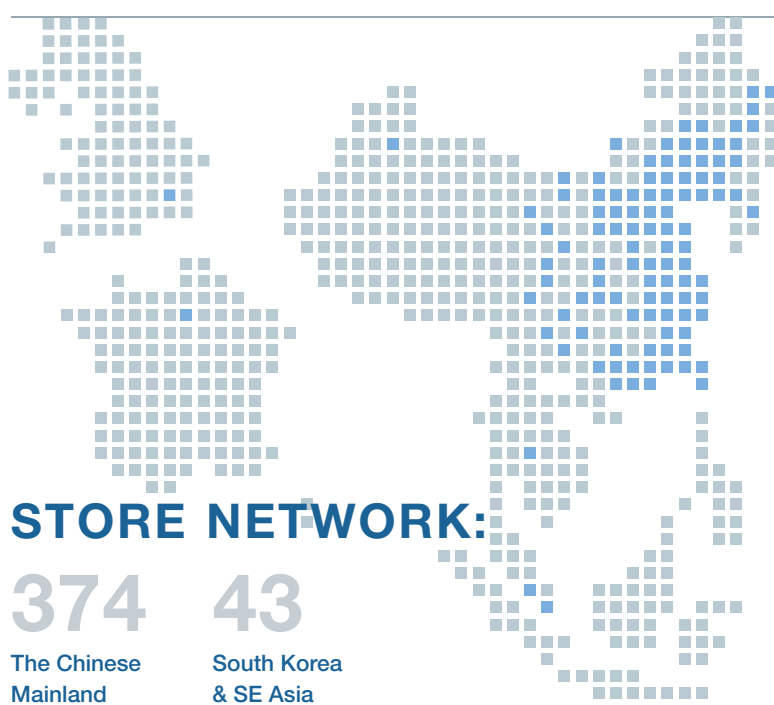 STORE NETWORK:
374 43
The Chinese South Korea
Mainland & SE Asia